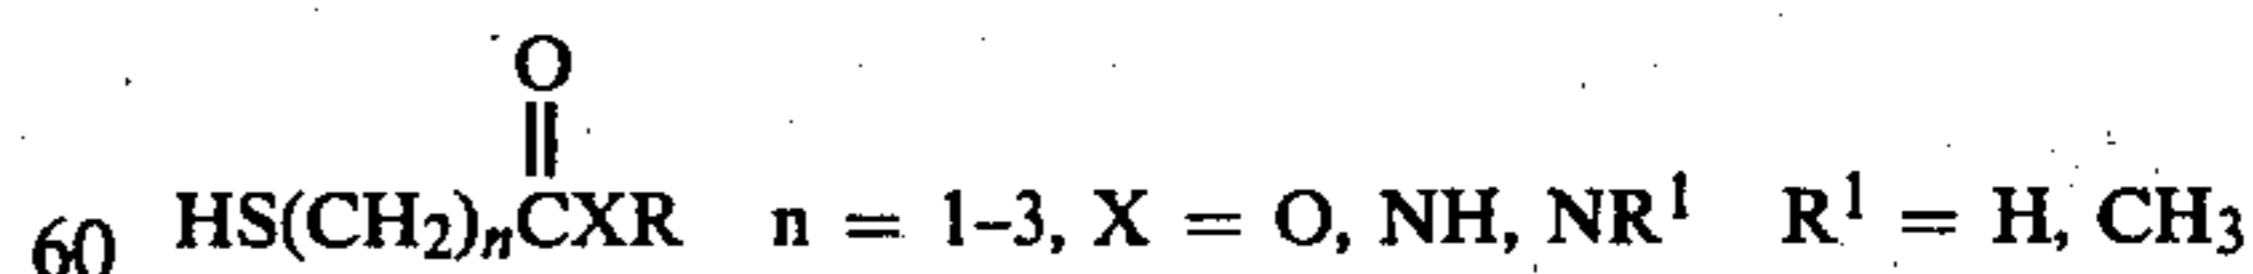 O
||
60 HS(CH₂)ₙCXR n = 1–3, X = O, NH, NR¹ R¹ = H, CH₃